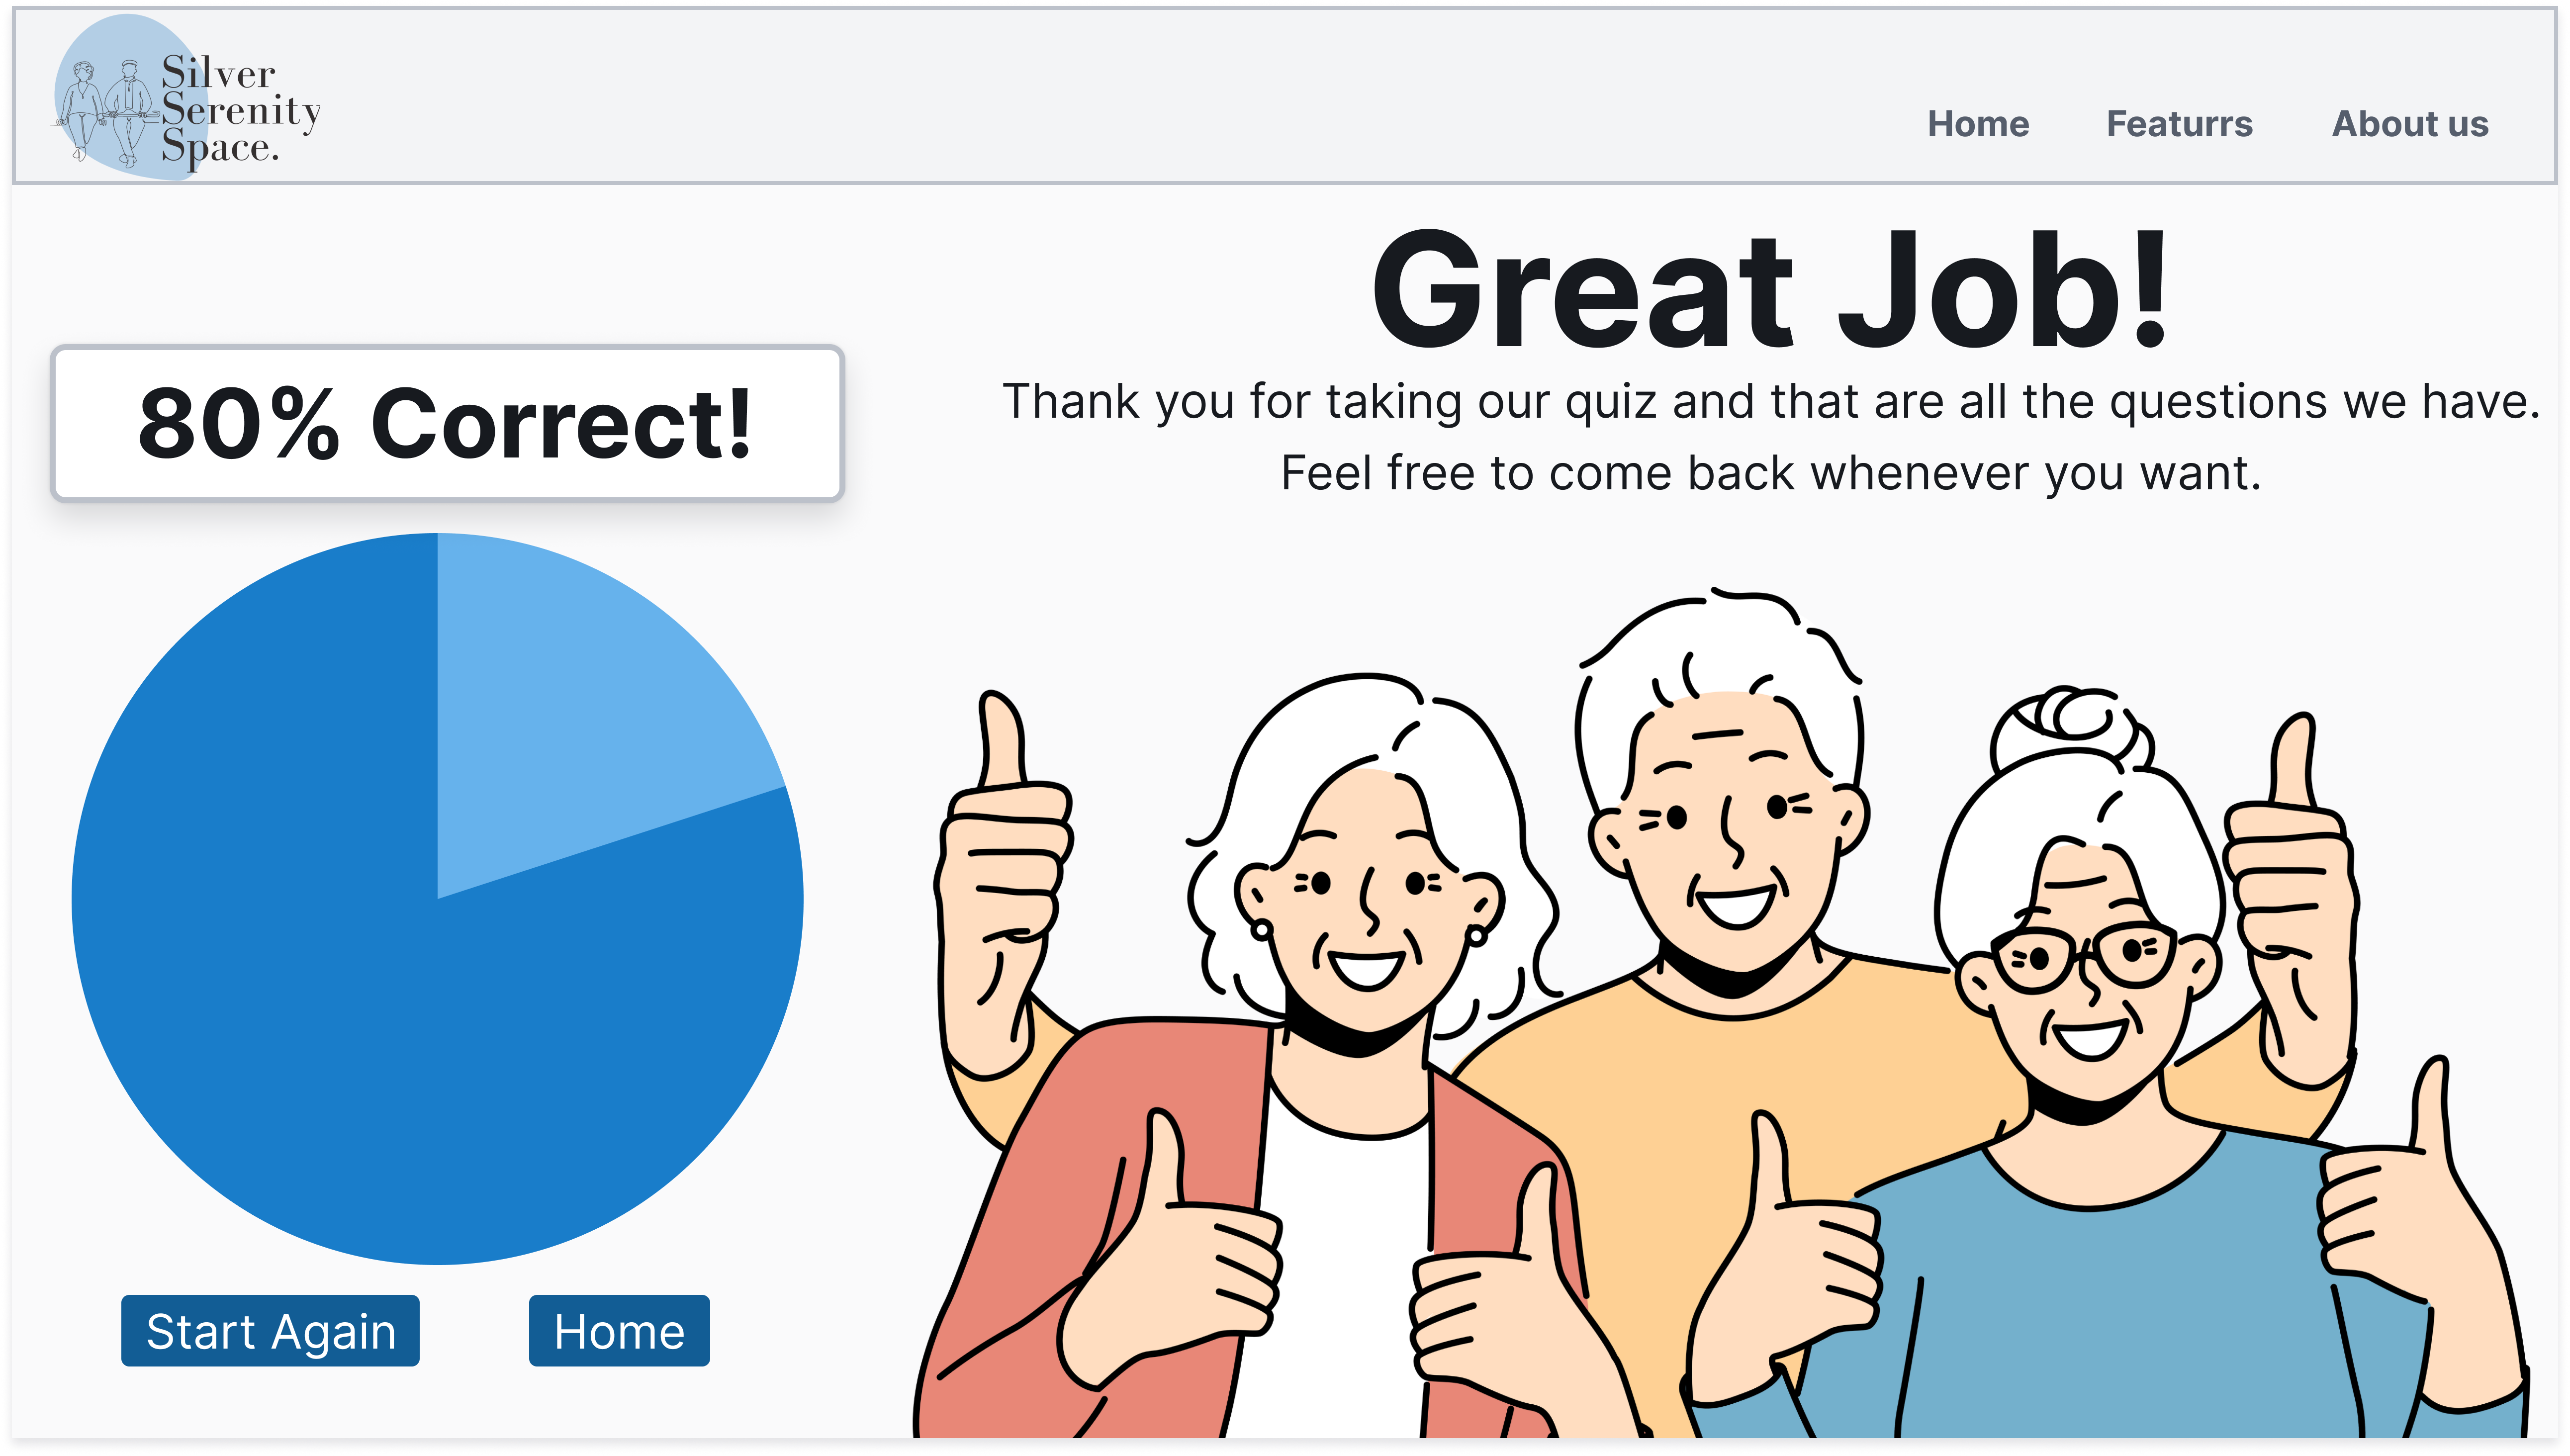 Silver
Serenity
Space.
Home
Featurrs
About us
Great Job!
Thank you for taking our quiz and that are all the questions we have.
Feel free to come back whenever you want.
80% Correct!
Start Again
Home